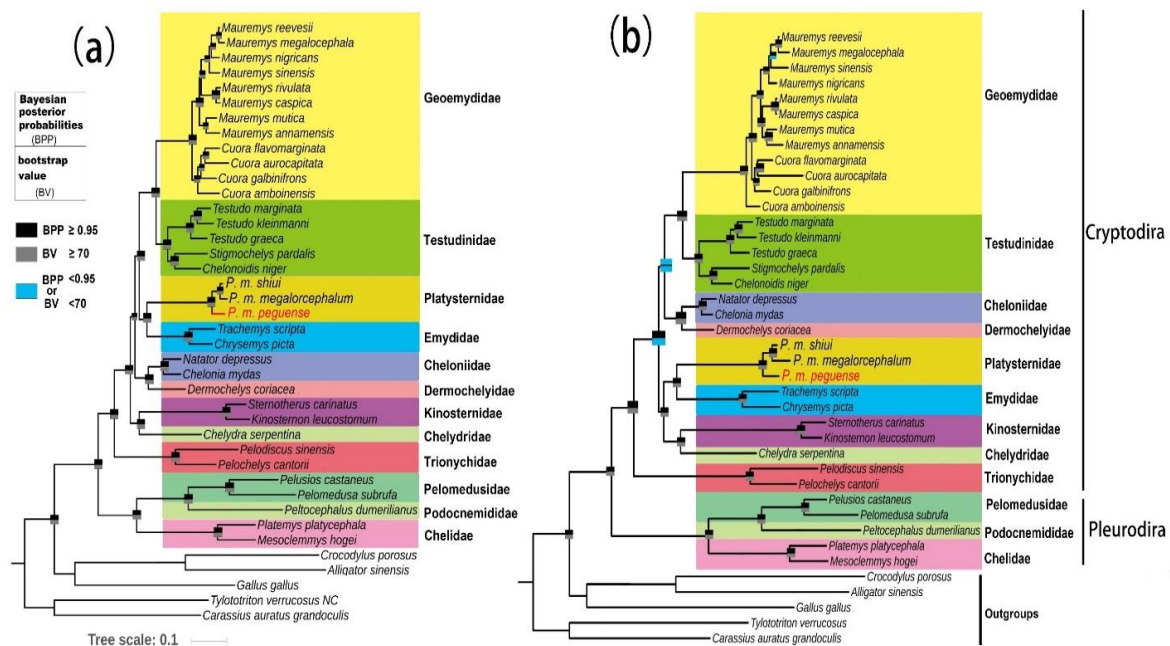 (a)
Bayesian
posterior
probabilities
(BPP)
bootstrap
value
(BV)
BPP ≥ 0.95
BV ≥ 70
BPP <0.95
or
BV <70
Mauremys reevesii
Mauremys megalocephala
Mauremys nigricans
Mauremys sinensis
Mauremys rivulata
Mauremys caspica
Mauremys mutica
Mauremys annamensis
Cuora flavomarginata
Cuora aurocapitata
Cuora galbinifrons
Cuora amboinensis
Geoemydidae
Testudo marginata
Testudo kleinmanni
Testudo graeca
Stigmochelys pardalis
Chelonoidis niger
Testudinidae
P. m. shiui
P. m. megalorcephalum
P. m. peguense
Platysternidae
Trachemys scripta
Chrysemys picta
Emydidae
Natator depressus
Chelonia mydas
Cheloniidae
Dermochelys coriacea
Dermochelyidae
Sternotherus carinatus
Kinosternon leucostomum
Kinosternidae
Chelydra serpentina
Chelydridae
Pelodiscus sinensis
Pelochelys cantorii
Trionychidae
Pelusios castaneus
Pelomedusa subrufa
Pelomedusidae
Peltocephalus dumerilianus
Podocnemididae
Platemys platycephala
Mesoclemmys hogei
Chelidae
Crocodylus porosus
Alligator sinensis
Gallus gallus
Tylototriton verrucosus NC
Carassius auratus grandoculis
Tree scale: 0.1
(b)
Mauremys reevesii
Mauremys megalocephala
Mauremys sinensis
Mauremys nigricans
Mauremys rivulata
Mauremys caspica
Mauremys mutica
Mauremys annamensis
Cuora flavomarginata
Cuora aurocapitata
Cuora galbinifrons
Cuora amboinensis
Geoemydidae
Testudo marginata
Testudo kleinmanni
Testudo graeca
Stigmochelys pardalis
Chelonoidis niger
Testudinidae
Natator depressus
Chelonia mydas
Cheloniidae
Dermochelys coriacea
Dermochelyidae
P. m. shiui
P. m. megalorcephalum
P. m. peguense
Platysternidae
Trachemys scripta
Chrysemys picta
Emydidae
Sternotherus carinatus
Kinosternon leucostomum
Kinosternidae
Chelydra serpentina
Chelydridae
Pelodiscus sinensis
Pelochelys cantorii
Trionychidae
Cryptodira
Pelusios castaneus
Pelomedusa subrufa
Pelomedusidae
Peltocephalus dumerilianus
Podocnemididae
Platemys platycephala
Mesoclemmys hogei
Chelidae
Pleurodira
Crocodylus porosus
Alligator sinensis
Gallus gallus
Tylototriton verrucosus
Carassius auratus grandoculis
Outgroups